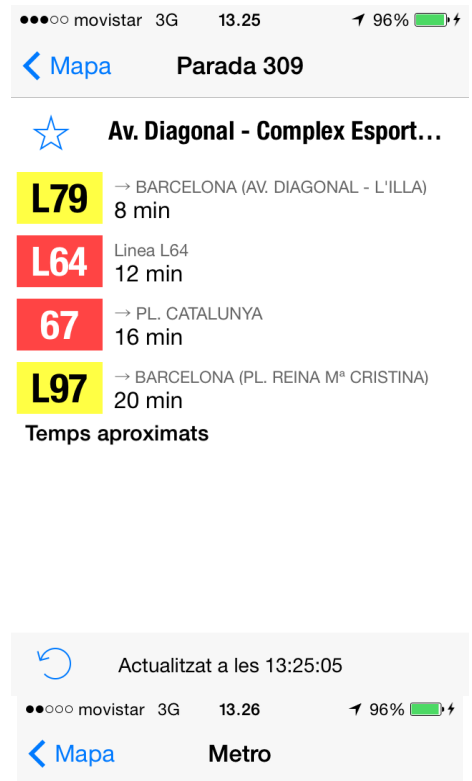 movistar 3G 13.25 96%
Mapa Parada 309
Av. Diagonal - Complex Esport...
L79 → BARCELONA (AV. DIAGONAL - L'ILLA)
8 min
L64 Linea L64
12 min
67 → PL. CATALUNYA
16 min
L97 → BARCELONA (PL. REINA Mª CRISTINA)
20 min
Temps aproximats
Actualitzat a les 13:25:05
movistar 3G 13.26 96%
Mapa Metro